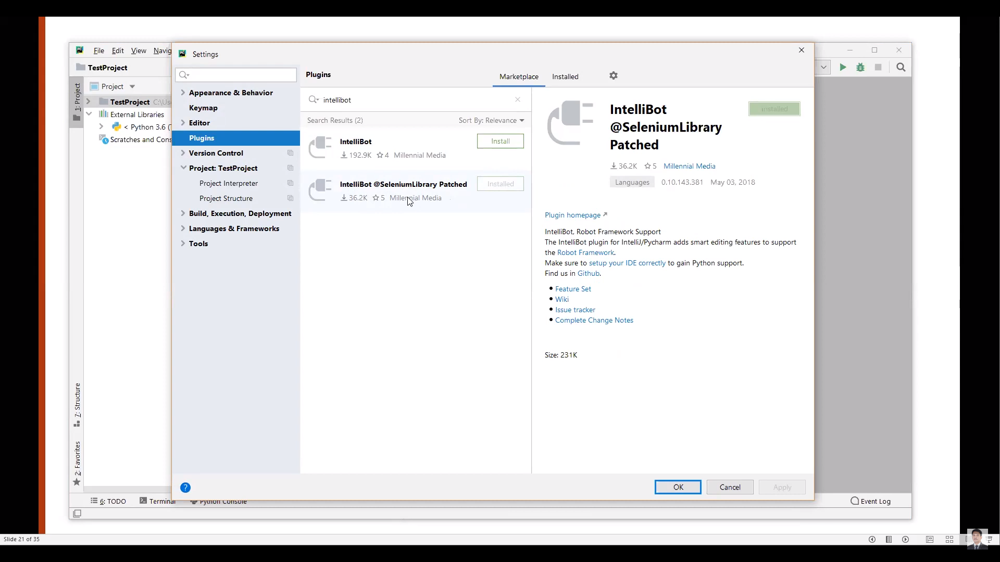 File Edit View Navig
Settings
TestProject
Project
1: Project
TestProject C:\Use
External Libraries
< Python 3.6 (
Scratches and Cons
7: Structure
2: Favorites
Appearance & Behavior
Keymap
Editor
Plugins
Version Control
Project: TestProject
Project Interpreter
Project Structure
Build, Execution, Deployment
Languages & Frameworks
Tools
Plugins
Marketplace Installed
intellibot
Search Results (2) Sort By: Relevance
IntelliBot
Install
192.9K 4 Millennial Media
IntelliBot @SeleniumLibrary Patched
Installed
36.2K 5 Millennial Media
IntelliBot
@SeleniumLibrary
Patched
Installed
36.2K 5 Millennial Media
Languages 0.10.143.381 May 03, 2018
Plugin homepage
IntelliBot, Robot Framework Support
The IntelliBot plugin for IntelliJ/Pycharm adds smart editing features to support
the Robot Framework.
Make sure to setup your IDE correctly to gain Python support.
Find us in Github.
Feature Set
Wiki
Issue tracker
Complete Change Notes
Size: 231K
?
OK Cancel Apply
6: TODO Terminal Python Console Event Log
Slide 21 of 35